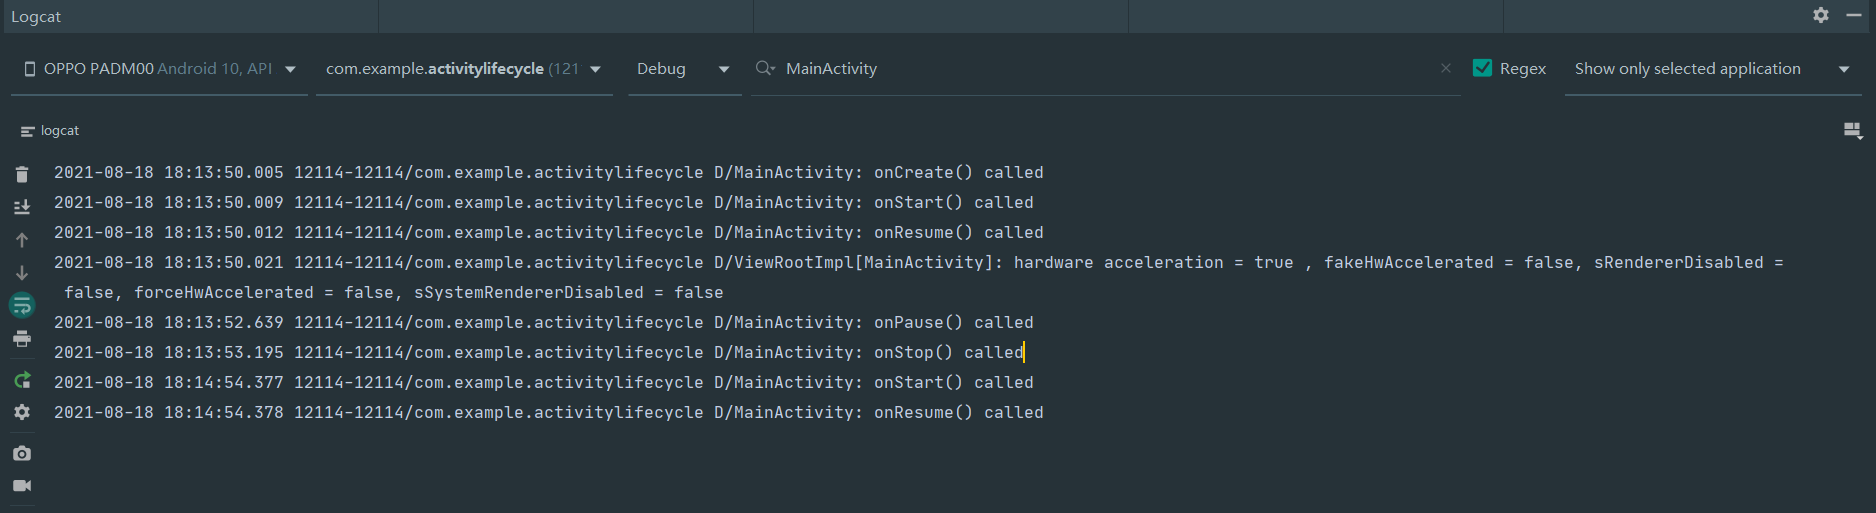 Logcat
OPPO PADM00 Android 10, API com.example.activitylifecycle (121 Debug MainActivity Regex Show only selected application
logcat
2021-08-18 18:13:50.005 12114-12114/com.example.activitylifecycle D/MainActivity: onCreate() called
2021-08-18 18:13:50.009 12114-12114/com.example.activitylifecycle D/MainActivity: onStart() called
2021-08-18 18:13:50.012 12114-12114/com.example.activitylifecycle D/MainActivity: onResume() called
2021-08-18 18:13:50.021 12114-12114/com.example.activitylifecycle D/ViewRootImpl[MainActivity]: hardware acceleration = true , fakeHwAccelerated = false, sRendererDisabled =
false, forceHwAccelerated = false, sSystemRendererDisabled = false
2021-08-18 18:13:52.639 12114-12114/com.example.activitylifecycle D/MainActivity: onPause() called
2021-08-18 18:13:53.195 12114-12114/com.example.activitylifecycle D/MainActivity: onStop() called
2021-08-18 18:14:54.377 12114-12114/com.example.activitylifecycle D/MainActivity: onStart() called
2021-08-18 18:14:54.378 12114-12114/com.example.activitylifecycle D/MainActivity: onResume() called